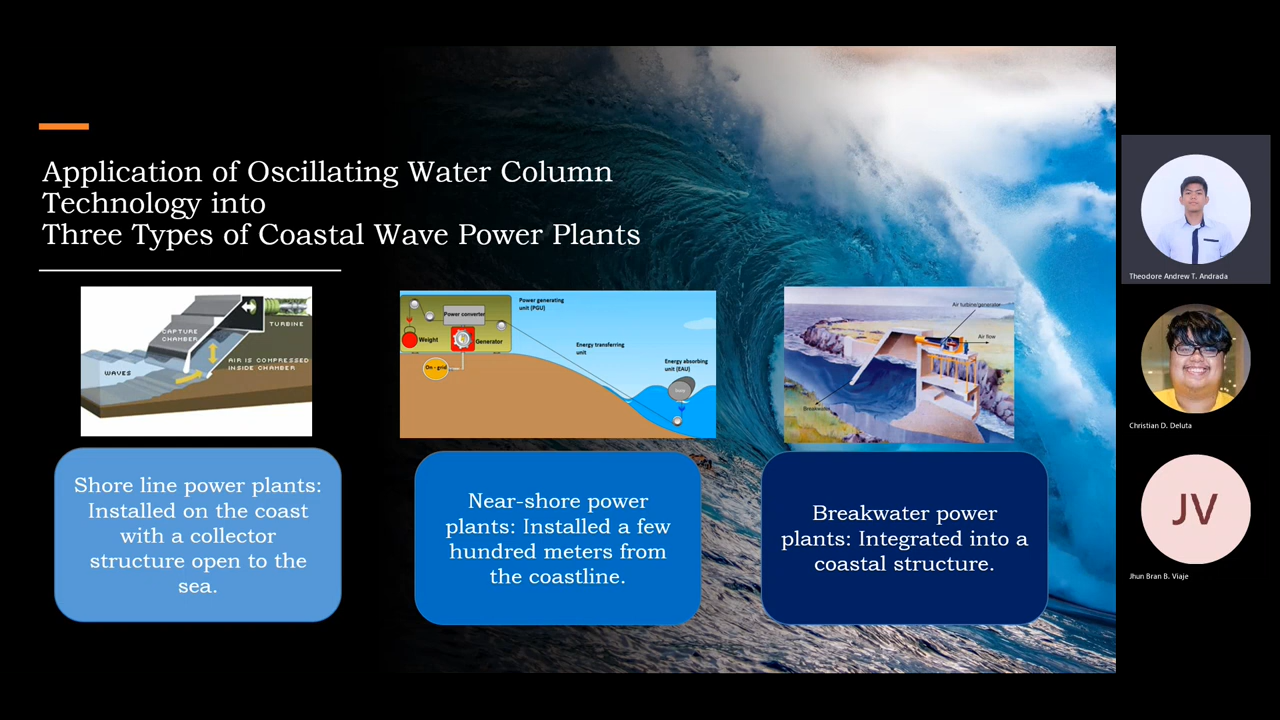 Application of Oscillating Water Column
Technology into
Three Types of Coastal Wave Power Plants
CAPTURE
CHAMBER
TURBINE
AIR IS COMPRESSED
INSIDE CHAMBER
WAVES
Power generating
unit (PGU)
Power converter
Weight
Generator
On - grid
Energy transferring
unit
Energy absorbing
unit (EAU)
Air turbine/generator
Air flow
Breakwater
Shore line power plants:
Installed on the coast
with a collector
structure open to the
sea.
Near-shore power
plants: Installed a few
hundred meters from
the coastline.
Breakwater power
plants: Integrated into a
coastal structure.
Theodore Andrew T. Andrada
Christian D. Deluta
JV
Jhun Bran B. Viaje